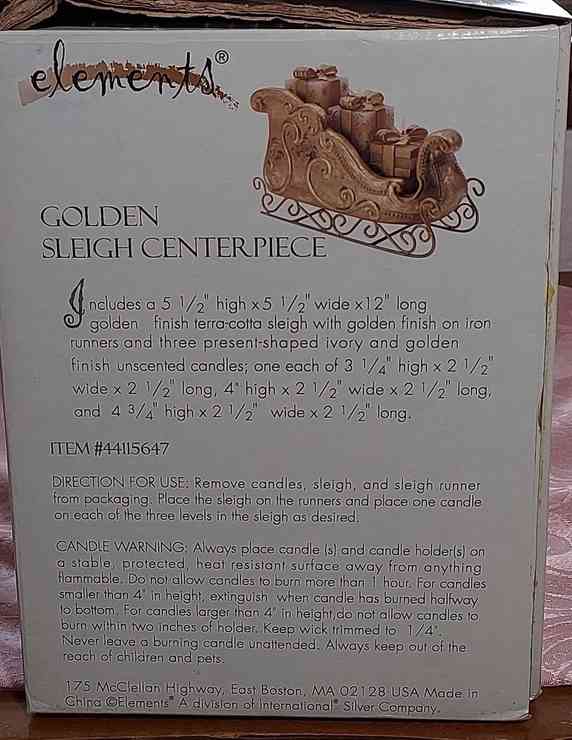 elements®
GOLDEN
SLEIGH CENTERPIECE
Includes a 5 1/2" high x 5 1/2" wide x 12" long
golden finish terra-cotta sleigh with golden finish on iron
runners and three present-shaped ivory and golden
finish unscented candles; one each of 3 1/4" high x 2 1/2"
wide x 2 1/2" long, 4" high x 2 1/2" wide x 2 1/2" long,
and 4 3/4" high x 2 1/2" wide x 2 1/2" long.
ITEM #44115647
DIRECTION FOR USE: Remove candles, sleigh, and sleigh runner
from packaging. Place the sleigh on the runners and place one candle
on each of the three levels in the sleigh as desired.
CANDLE WARNING: Always place candle (s) and candle holder(s) on
a stable, protected, heat resistant surface away from anything
flammable. Do not allow candles to burn more than 1 hour. For candles
smaller than 4" in height, extinguish when candle has burned halfway
to bottom. For candles larger than 4" in height, do not allow candles to
burn within two inches of holder. Keep wick trimmed to 1/4".
Never leave a burning candle unattended. Always keep out of the
reach of children and pets.
175 McClellan Highway, East Boston, MA 02128 USA Made in
China ©Elements® A division of International® Silver Company.